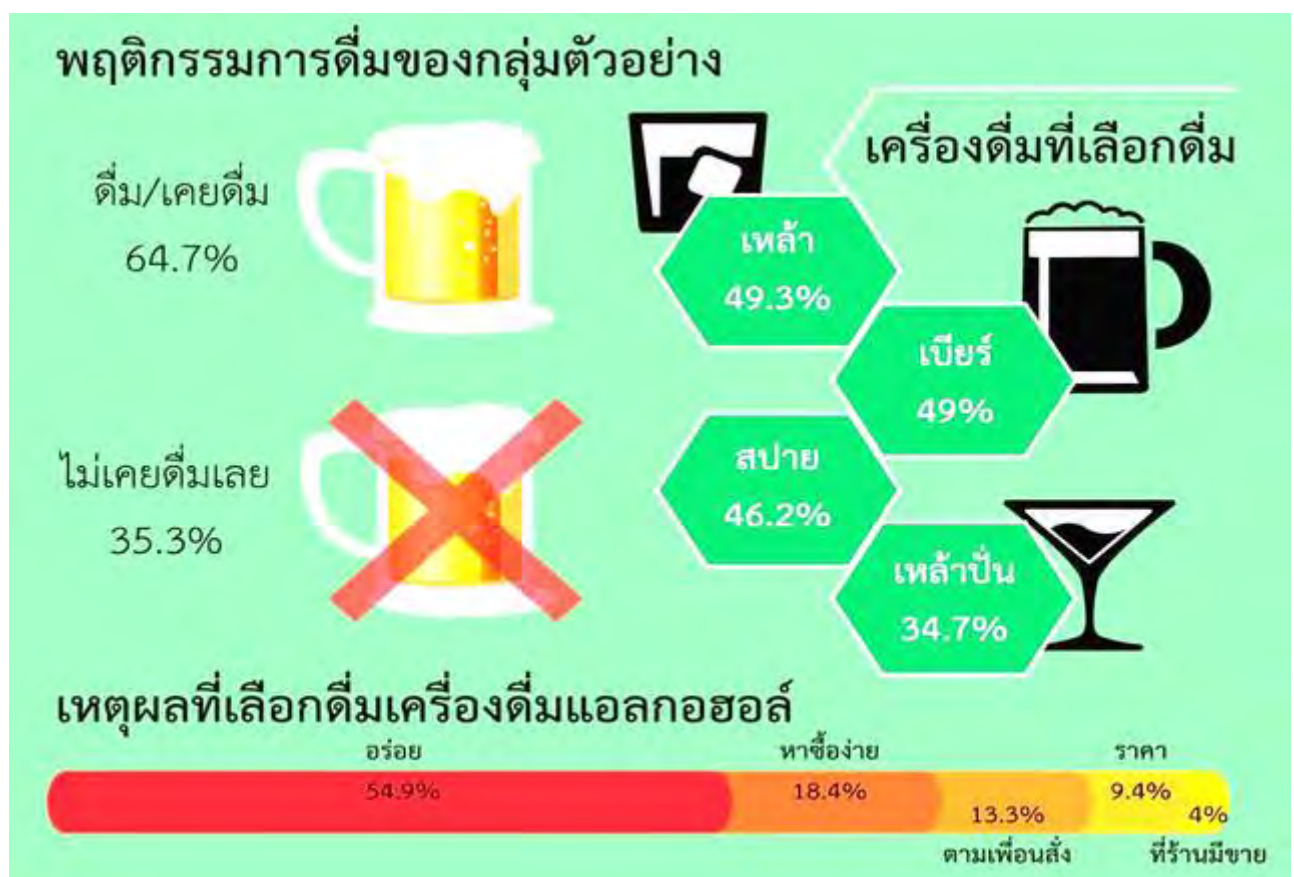 พฤติกรรมการดื่มของกลุ่มตัวอย่าง
ดื่ม/เคยดื่ม
64.7%
ไม่เคยดื่มเลย
35.3%
เครื่องดื่มที่เลือกดื่ม
เหล้า
49.3%
เบียร์
49%
สปาย
46.2%
เหล้าปั่น
34.7%
เหตุผลที่เลือกดื่มเครื่องดื่มแอลกอฮอล์
อร่อย หาซื้อง่าย ราคา
54.9% 18.4% 9.4%
13.3% 4%
ตามเพื่อนสั่ง ที่ร้านมีขาย